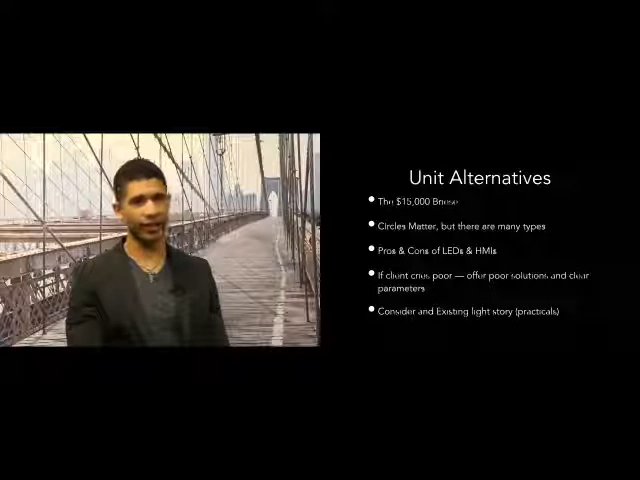 Unit Alternatives
The $15,000
Circles Matter, but there are many types
Pros & Cons of LEDs & HMIs
If client cries poor — offer poor solutions and clear
parameters
Consider and Existing light story (practicals)